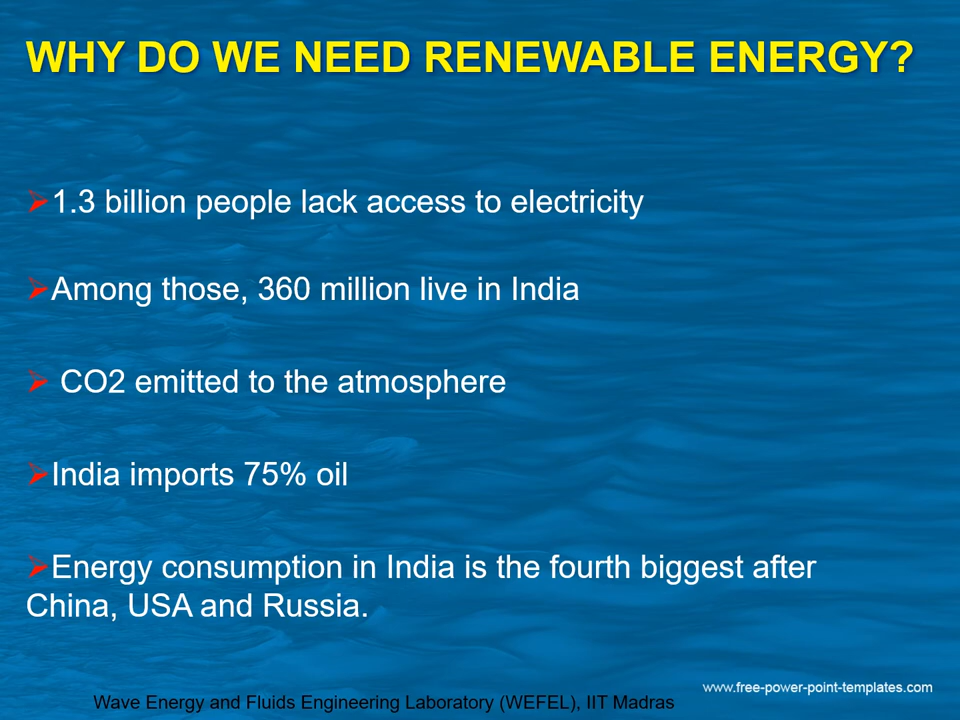 WHY DO WE NEED RENEWABLE ENERGY?
1.3 billion people lack access to electricity
Among those, 360 million live in India
CO2 emitted to the atmosphere
India imports 75% oil
Energy consumption in India is the fourth biggest after
China, USA and Russia.
www.free-power-point-templates.com
Wave Energy and Fluids Engineering Laboratory (WEFEL), IIT Madras